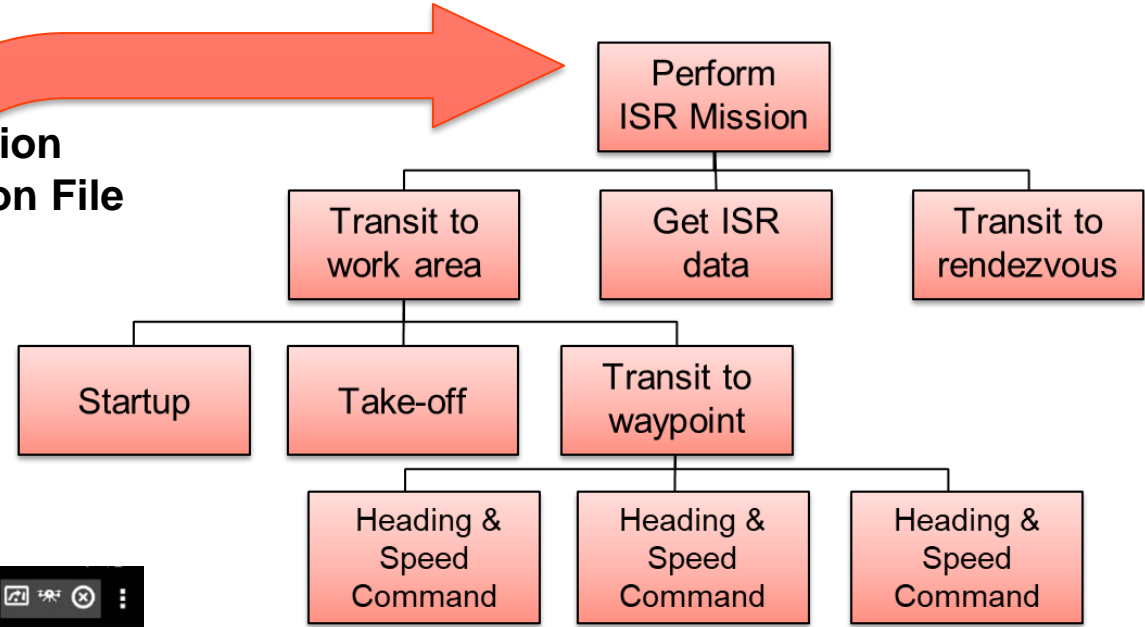 Perform
ISR Mission
ion
on File
Transit to
work area
Get ISR
data
Transit to
rendezvous
Startup
Take-off
Transit to
waypoint
Heading &
Speed
Command
Heading &
Speed
Command
Heading &
Speed
Command